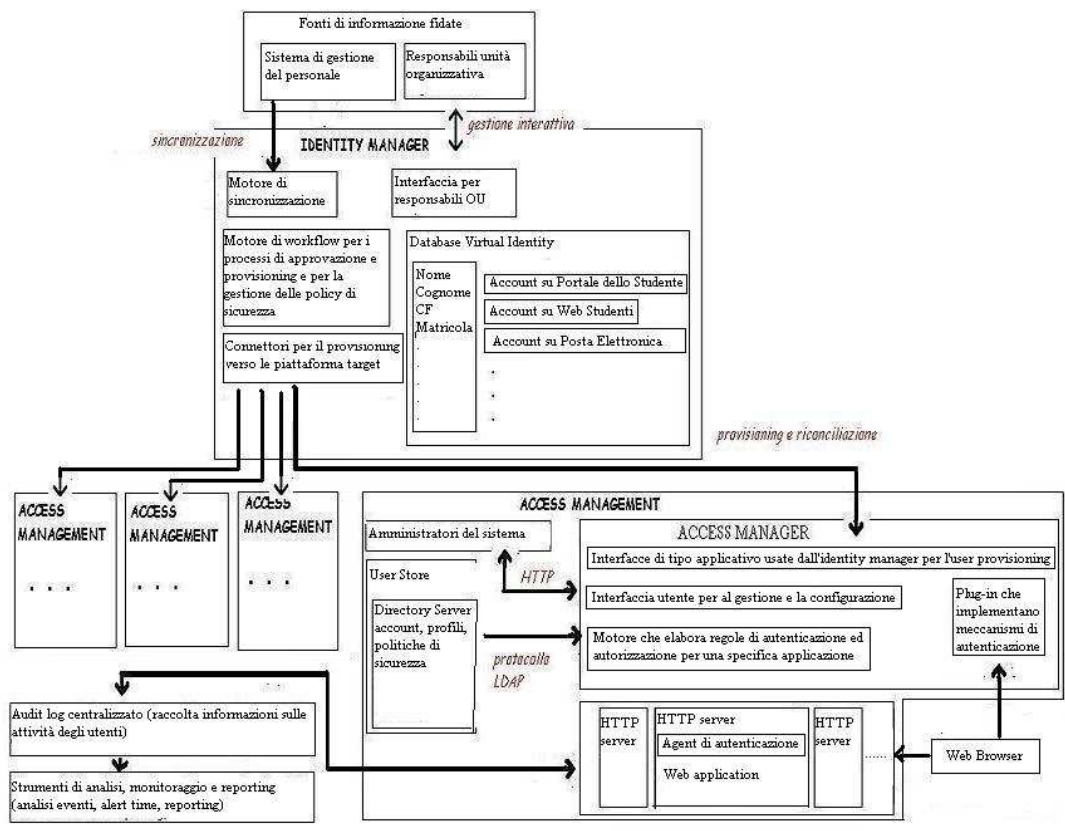 Fonti di informazione fidate
Sistema di gestione
del personale
Responsabili unità
organizzativa
sincronizzazione
gestione interattiva
IDENTITY MANAGER
Motore di
sincronizzazione
Interfaccia per
responsabili OU
Motore di workflow per i
processi di approvazione e
provisioning e per la
gestione delle policy di
sicurezza
Database Virtual Identity
Nome
Cognome
CF
Matricola
.
.
.
.
.
Account su Portale dello Studente
Account su Web Studenti
Account su Posta Elettronica
.
.
.
Connettori per il provisioning
verso le piattaforma target
provisioning e riconciliazione
ACCESS
MANAGEMENT
. . .
ACCESS
MANAGEMENT
. . .
ACCESS
MANAGEMENT
. . .
ACCESS MANAGEMENT
Amministratori del sistema
HTTP
User Store
Directory Server
account, profili,
politiche di
sicurezza
protocollo
LDAP
ACCESS MANAGER
Interfacce di tipo applicativo usate dall'identity manager per l'user provisioning
Interfaccia utente per al gestione e la configurazione
Motore che elabora regole di autenticazione ed
autorizzazione per una specifica applicazione
Plug-in che
implementano
meccanismi di
autenticazione
Audit log centralizzato (raccolta informazioni sulle
attività degli utenti)
Strumenti di analisi, monitoraggio e reporting
(analisi eventi, alert time, reporting)
HTTP
server
HTTP server
Agent di autenticazione
Web application
HTTP
server
......
Web Browser